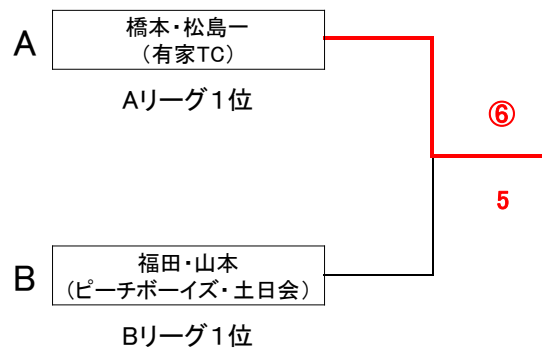 A
橋本・松島一
（有家TC）
Aリーグ１位
⑥
5
B
福田・山本
（ピーチボーイズ・土日会）
Bリーグ１位